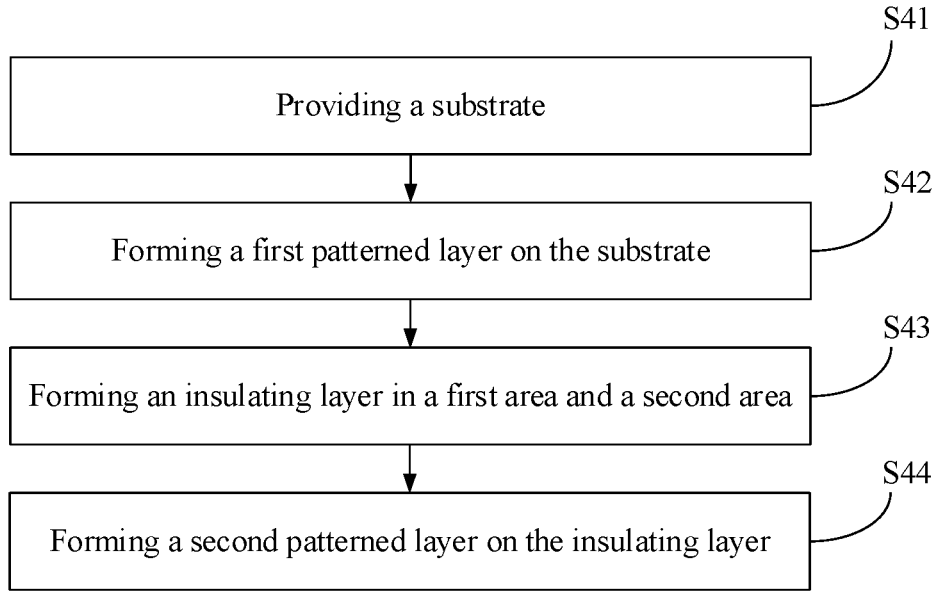 S41
Providing a substrate
S42
Forming a first patterned layer on the substrate
S43
Forming an insulating layer in a first area and a second area
S44
Forming a second patterned layer on the insulating layer